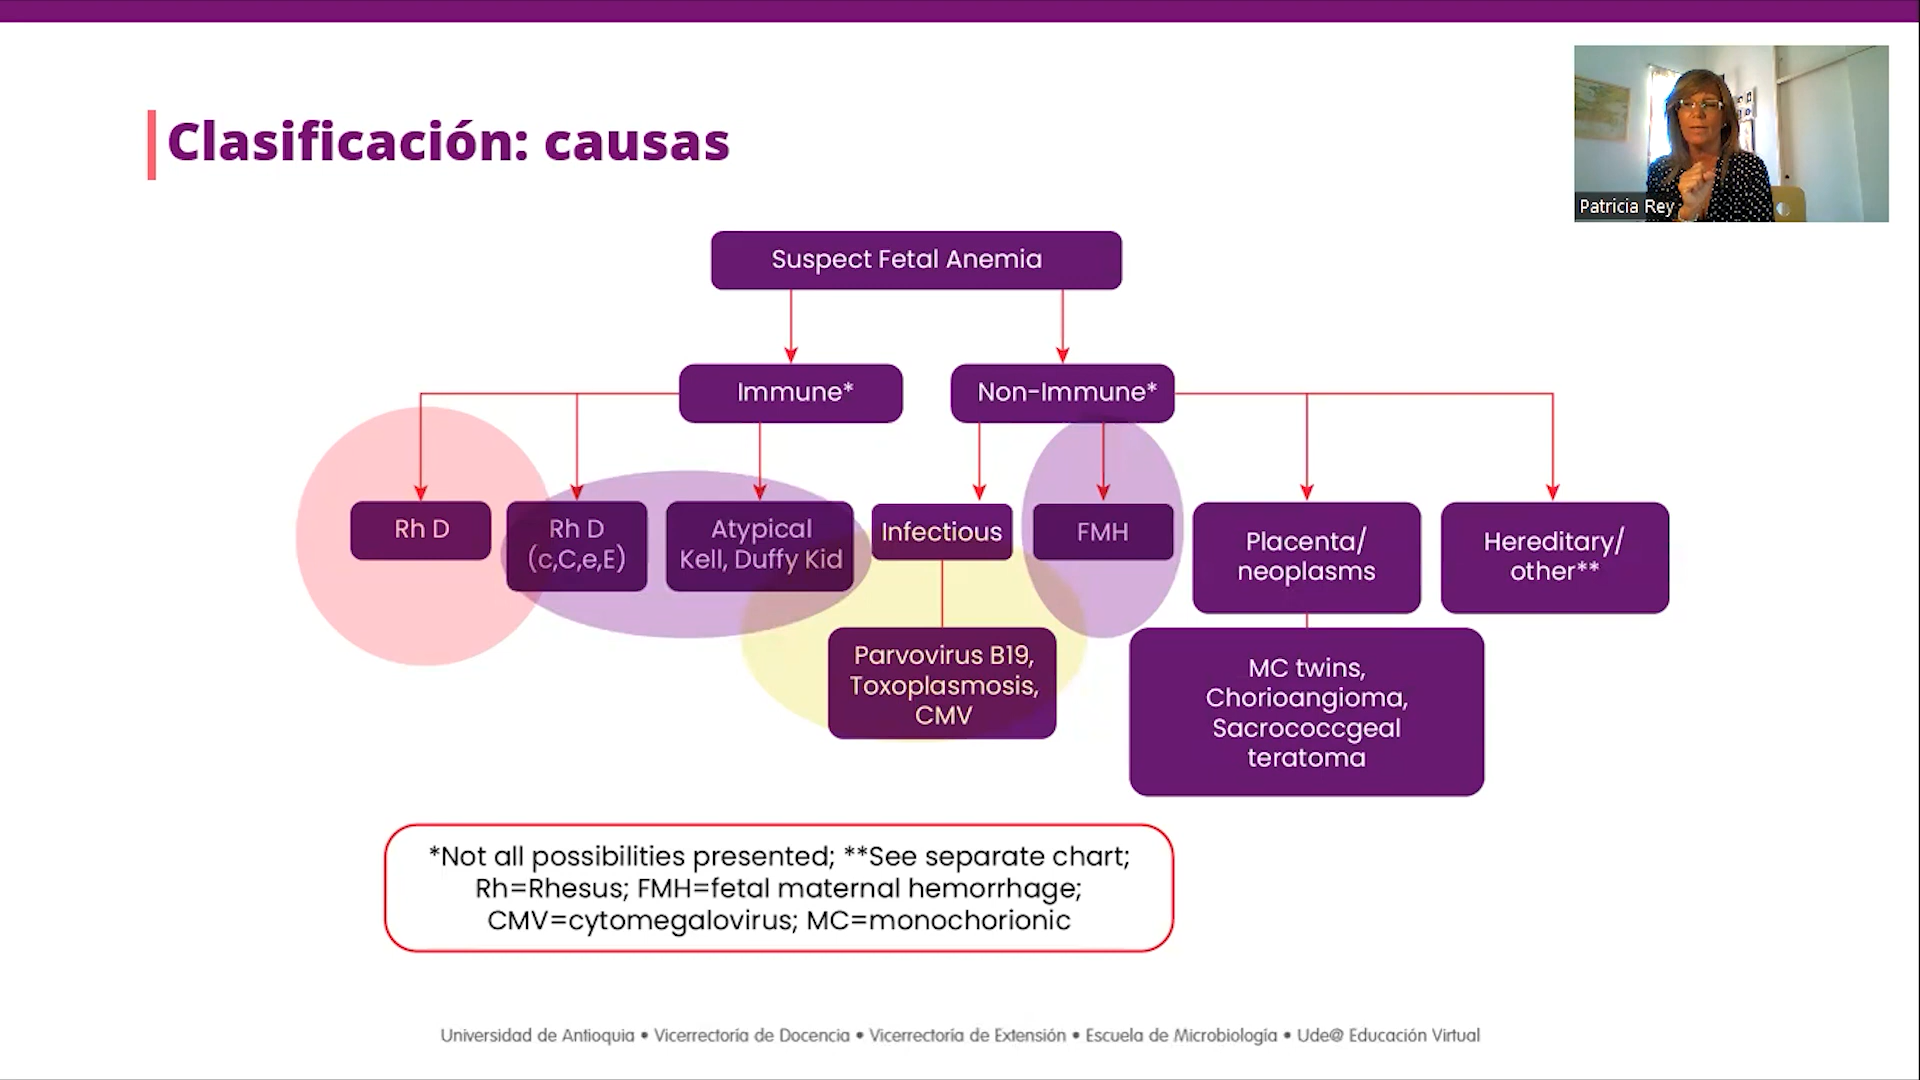 Clasificación: causas
Patricia Rey
Suspect Fetal Anemia
Immune*
Non-Immune*
Rh D
Rh D
(c,C,e,E)
Atypical
Kell, Duffy Kid
Infectious
FMH
Placenta/
neoplasms
Hereditary/
other**
Parvovirus B19,
Toxoplasmosis,
CMV
MC twins,
Chorioangioma,
Sacrococcgeal
teratoma
*Not all possibilities presented; **See separate chart;
Rh=Rhesus; FMH=fetal maternal hemorrhage;
CMV=cytomegalovirus; MC=monochorionic
Universidad de Antioquia • Vicerrectoría de Docencia • Vicerrectoría de Extensión • Escuela de Microbiología • Ude@ Educación Virtual